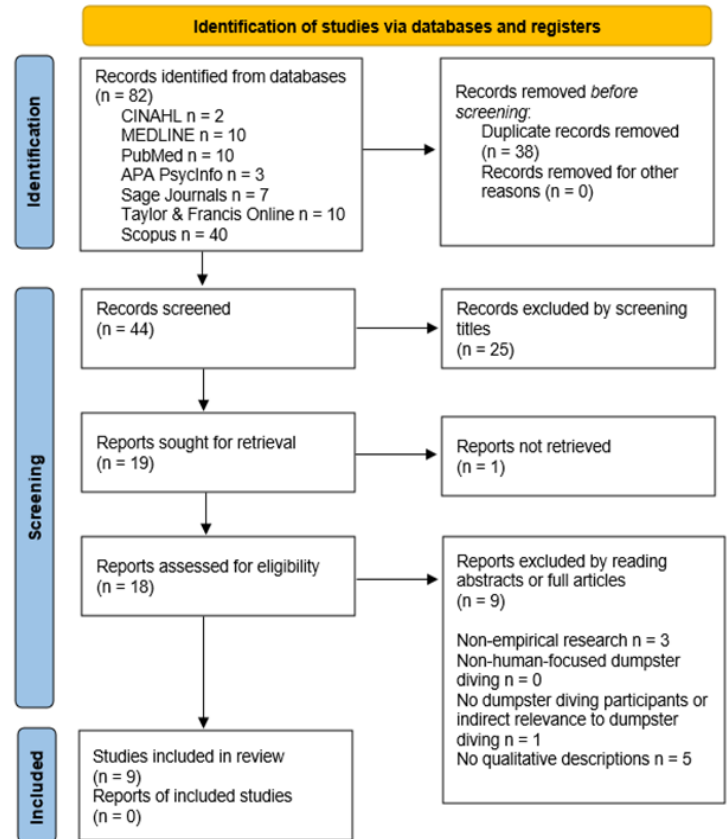 Identification of studies via databases and registers
Identification
Records identified from databases
(n = 82)
CINAHL n = 2
MEDLINE n = 10
PubMed n = 10
APA PsycInfo n = 3
Sage Journals n = 7
Taylor & Francis Online n = 10
Scopus n = 40
Records removed before
screening:
Duplicate records removed
(n = 38)
Records removed for other
reasons (n = 0)
Screening
Records screened
(n = 44)
Records excluded by screening
titles
(n = 25)
Reports sought for retrieval
(n = 19)
Reports not retrieved
(n = 1)
Reports assessed for eligibility
(n = 18)
Reports excluded by reading
abstracts or full articles
(n = 9)
Non-empirical research n = 3
Non-human-focused dumpster
diving n = 0
No dumpster diving participants or
indirect relevance to dumpster
diving n = 1
No qualitative descriptions n = 5
Included
Studies included in review
(n = 9)
Reports of included studies
(n = 0)